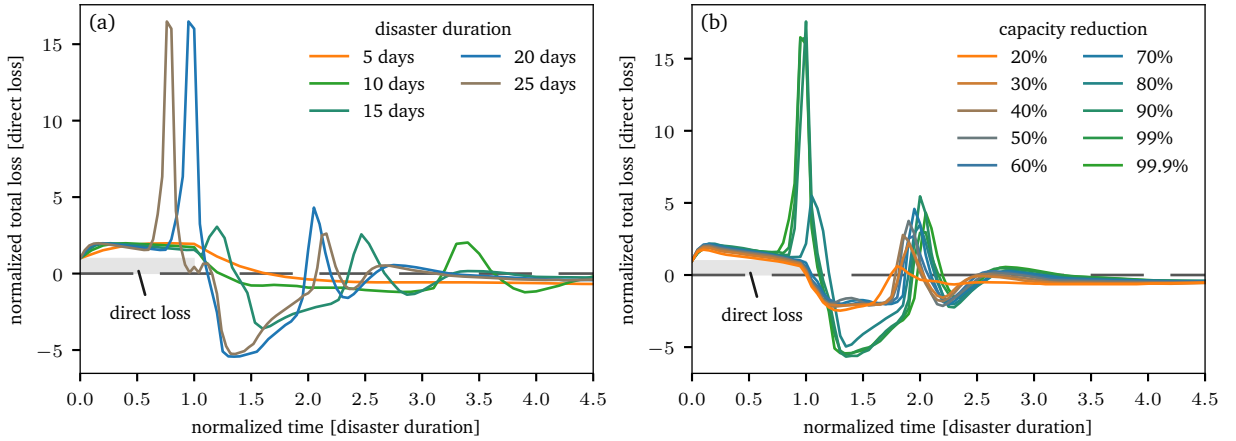 (a)
disaster duration
5 days
10 days
15 days
20 days
25 days
15
10
5
0
−5
normalized total loss [direct loss]
direct loss
0.0 0.5 1.0 1.5 2.0 2.5 3.0 3.5 4.0 4.5
normalized time [disaster duration]
(b)
capacity reduction
20%
30%
40%
50%
60%
70%
80%
90%
99%
99.9%
15
10
5
0
−5
normalized total loss [direct loss]
direct loss
0.0 0.5 1.0 1.5 2.0 2.5 3.0 3.5 4.0 4.5
normalized time [disaster duration]